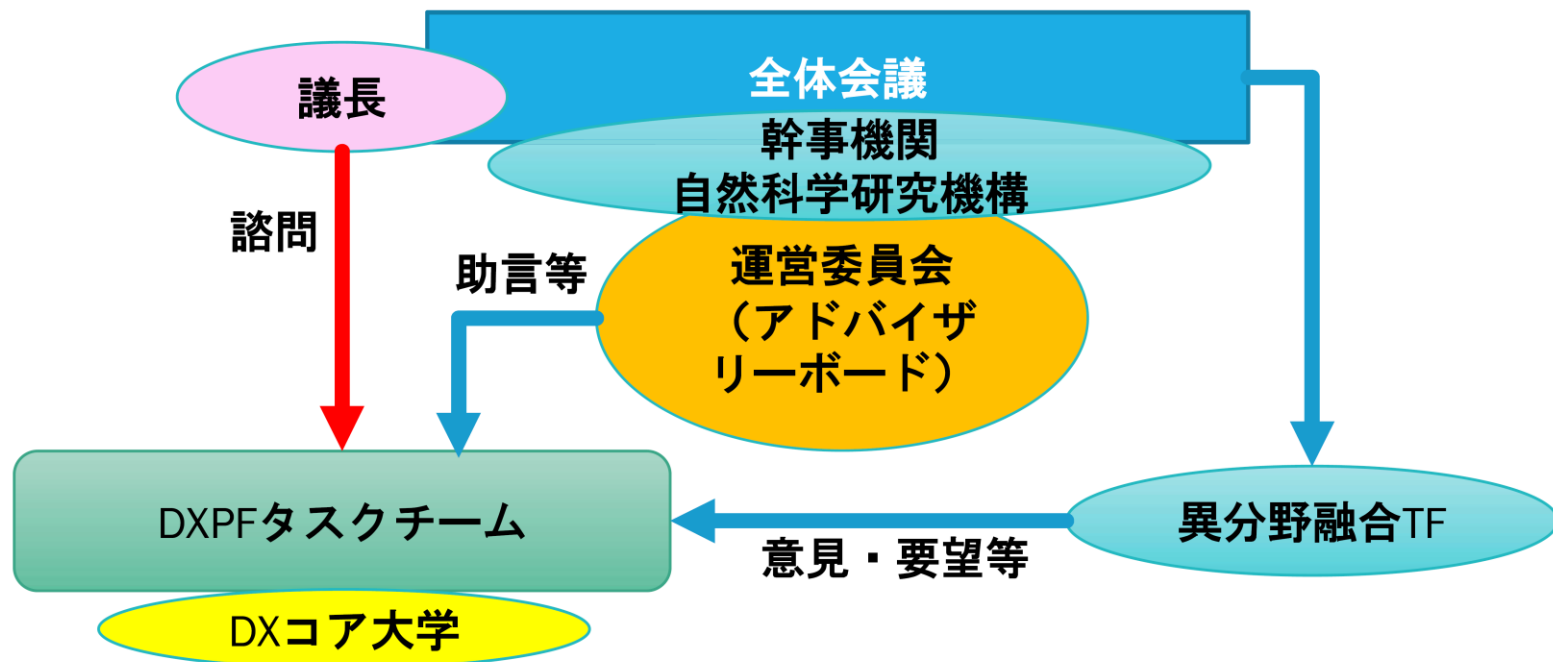 全体会議
議長
幹事機関
自然科学研究機構
諮問
助言等
運営委員会
（アドバイザ
リーボード）
DXPFタスクチーム
異分野融合TF
意見・要望等
DXコア大学